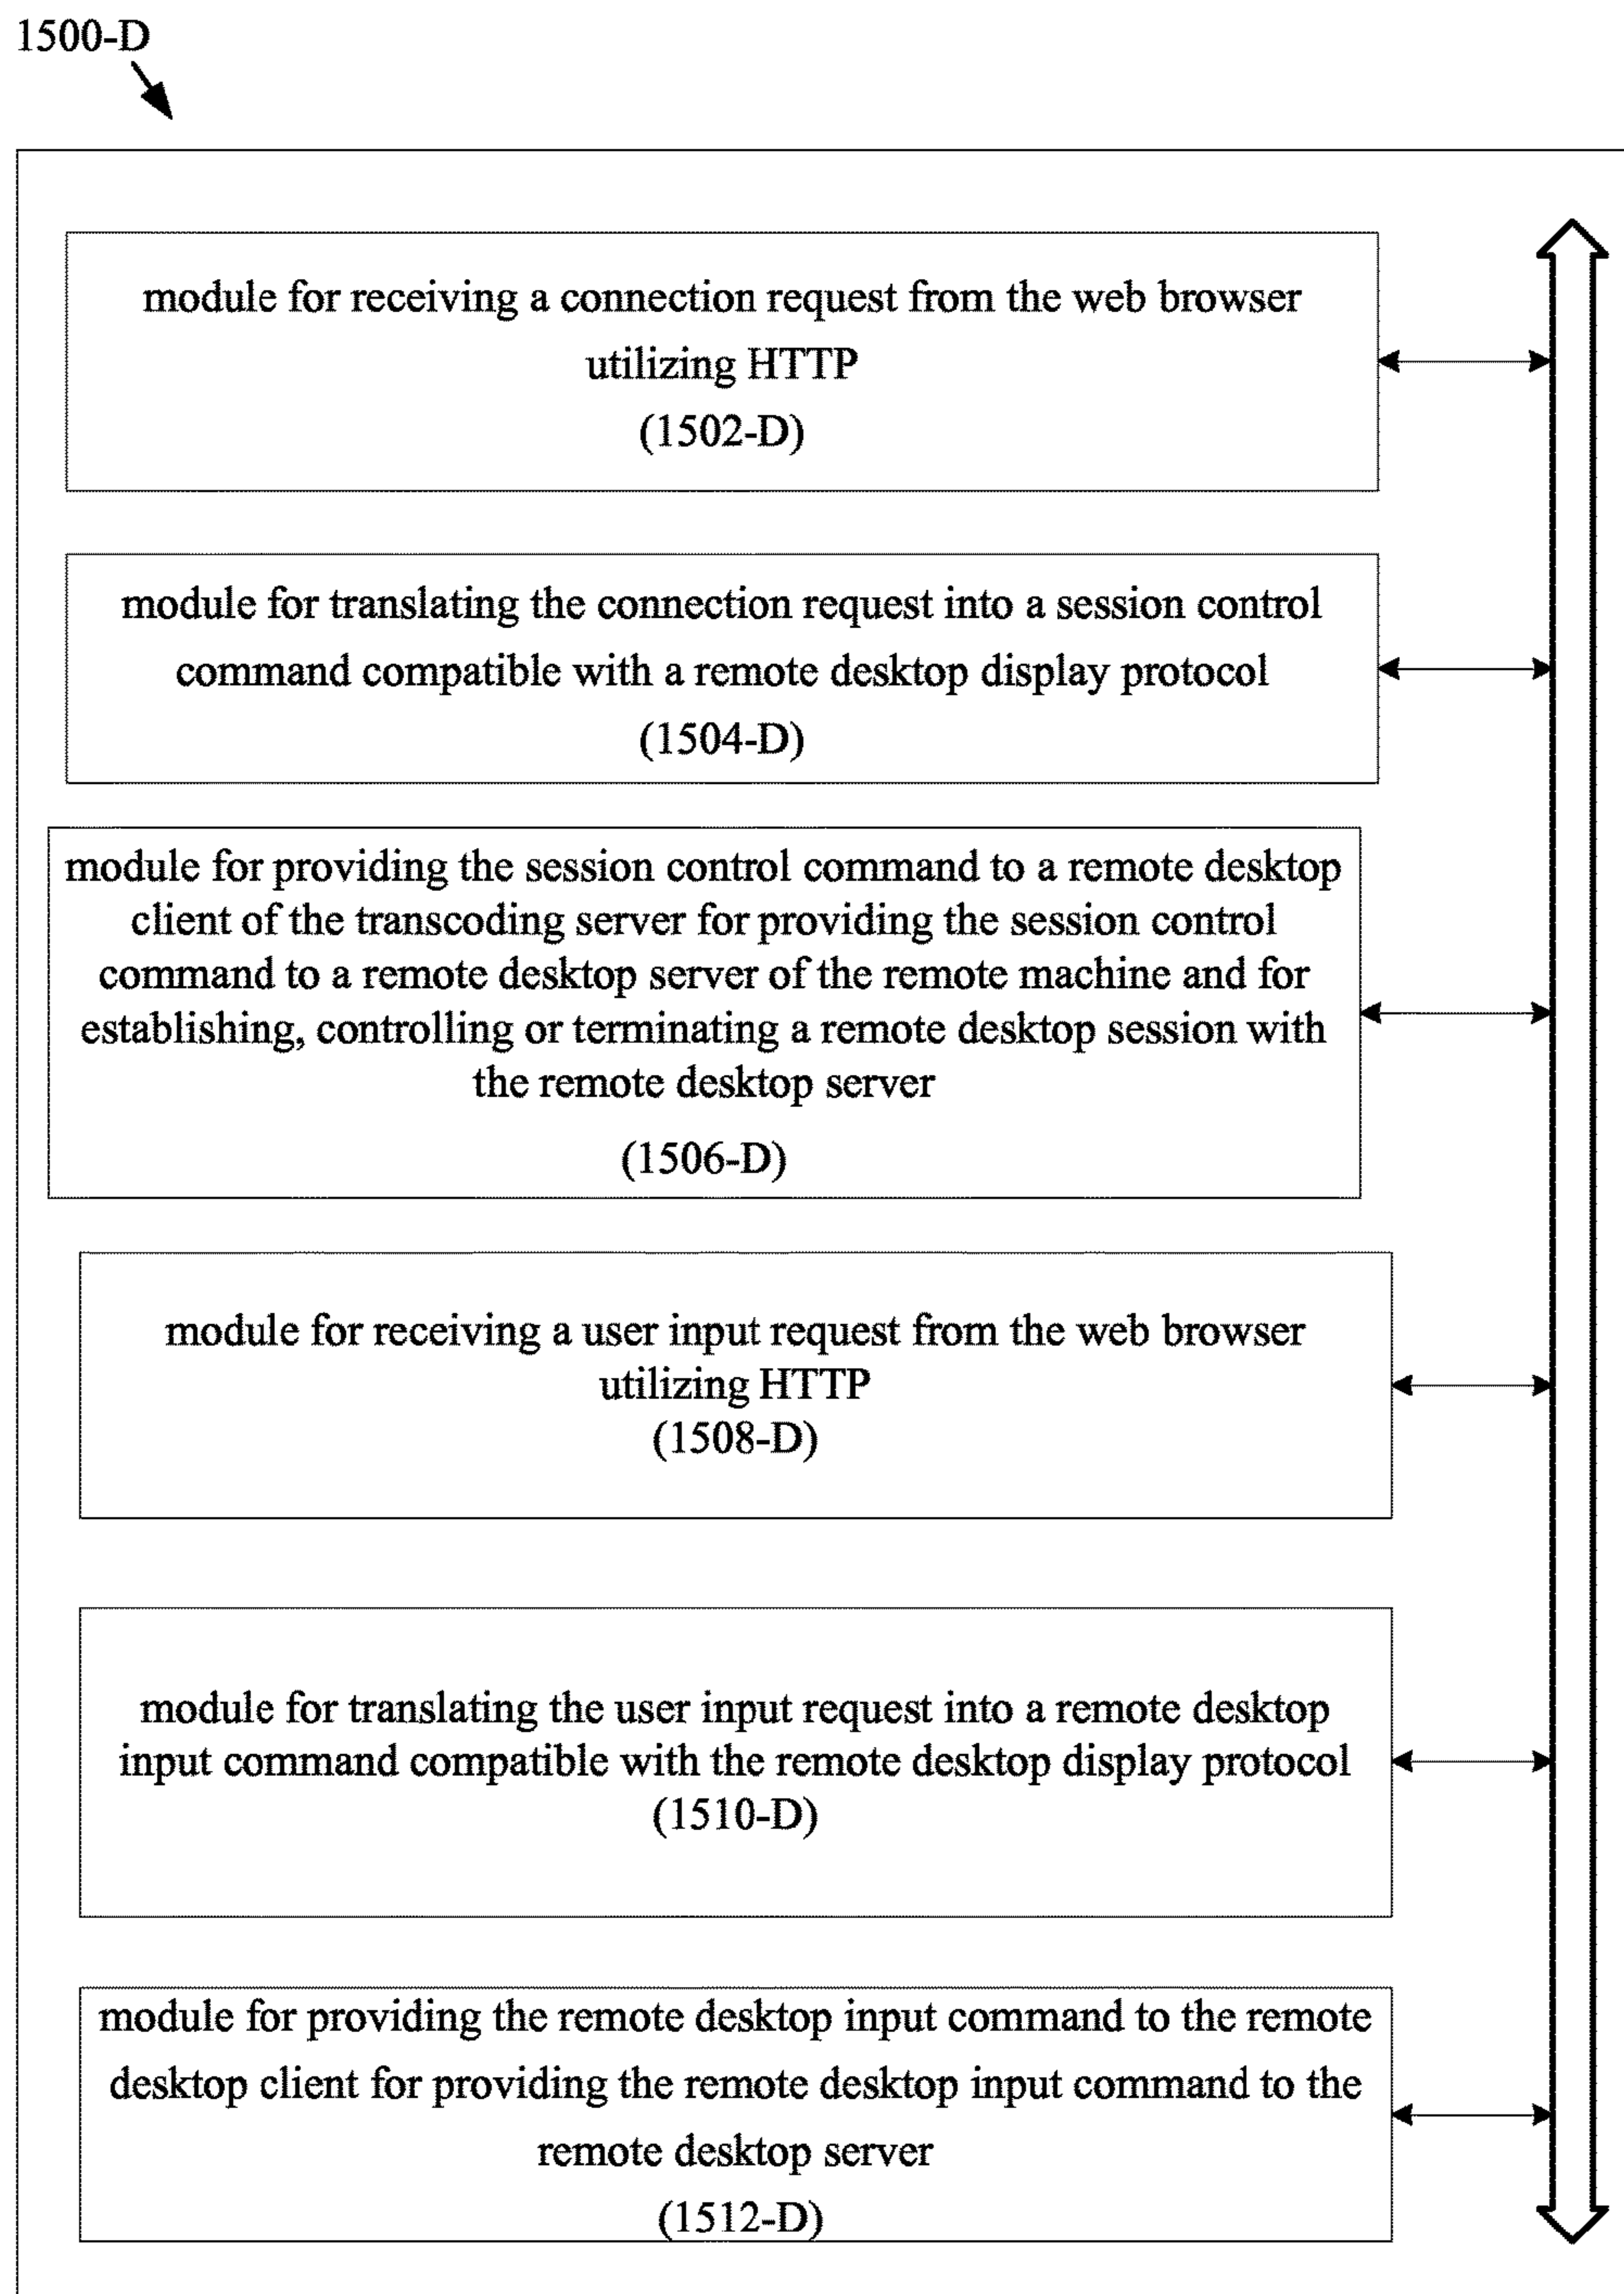 1500-D
module for receiving a connection request from the web browser
utilizing HTTP
(1502-D)
module for translating the connection request into a session control
command compatible with a remote desktop display protocol
(1504-D)
module for providing the session control command to a remote desktop
client of the transcoding server for providing the session control
command to a remote desktop server of the remote machine and for
establishing, controlling or terminating a remote desktop session with
the remote desktop server
(1506-D)
module for receiving a user input request from the web browser
utilizing HTTP
(1508-D)
module for translating the user input request into a remote desktop
input command compatible with the remote desktop display protocol
(1510-D)
module for providing the remote desktop input command to the remote
desktop client for providing the remote desktop input command to the
remote desktop server
(1512-D)